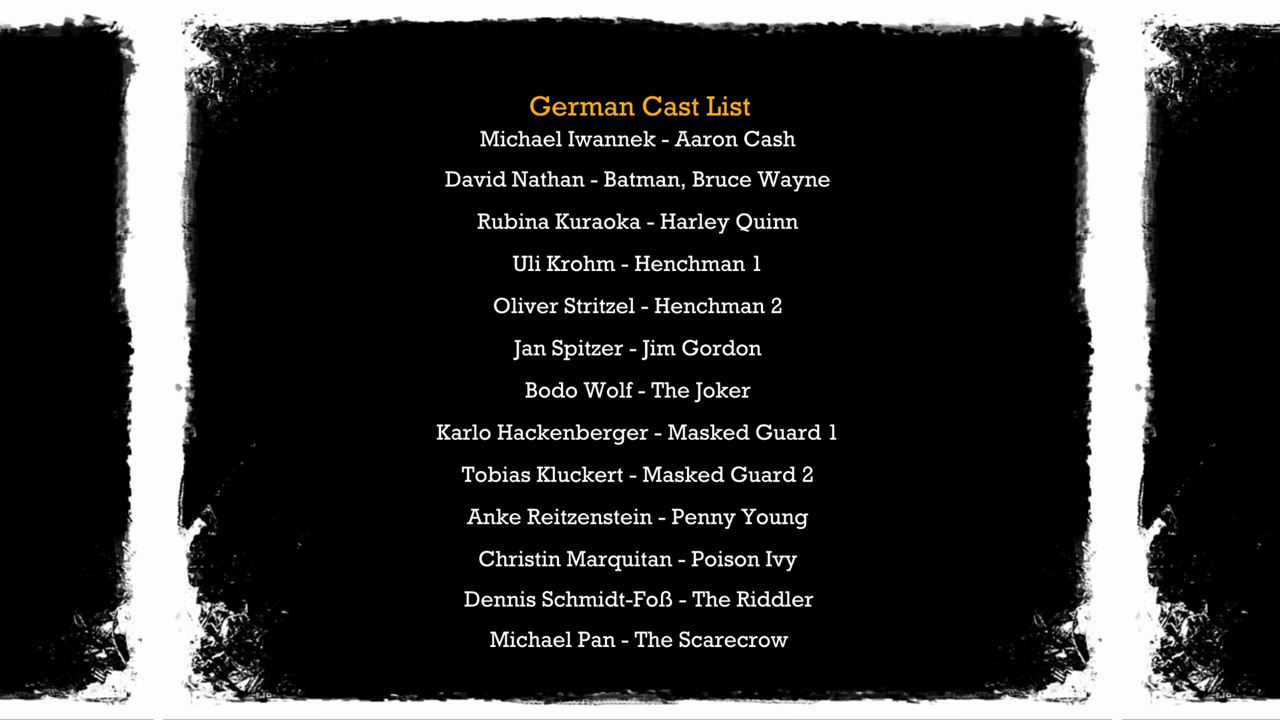 German Cast List
Michael Iwannek - Aaron Cash
David Nathan - Batman, Bruce Wayne
Rubina Kuraoka - Harley Quinn
Uli Krohm - Henchman 1
Oliver Stritzel - Henchman 2
Jan Spitzer - Jim Gordon
Bodo Wolf - The Joker
Karlo Hackenberger - Masked Guard 1
Tobias Kluckert - Masked Guard 2
Anke Reitzenstein - Penny Young
Christin Marquitan - Poison Ivy
Dennis Schmidt-Foß - The Riddler
Michael Pan - The Scarecrow